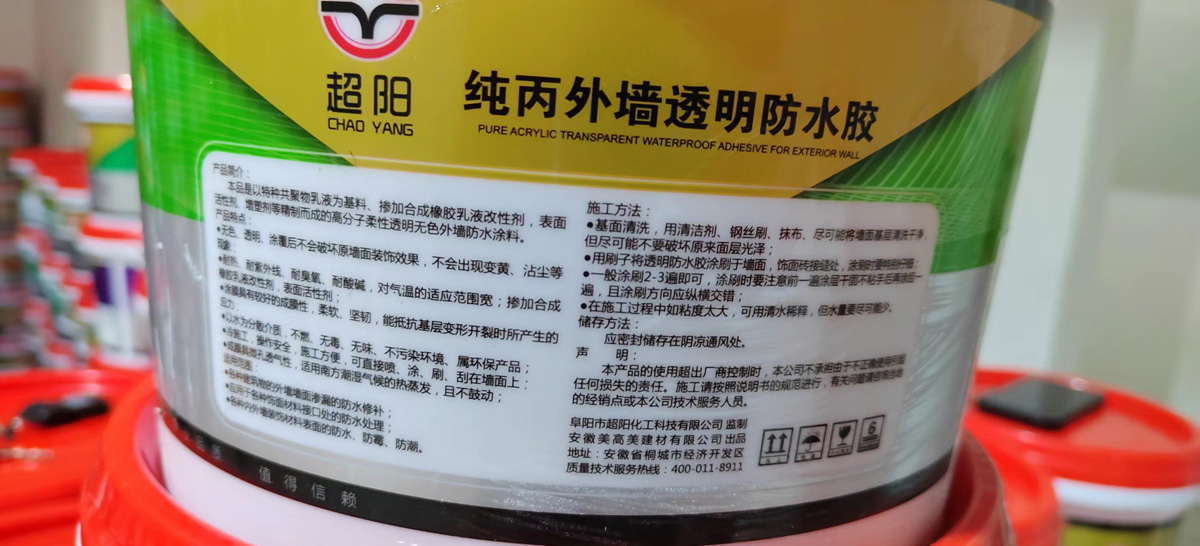 超阳
CHAO YANG
纯丙外墙透明防水胶
PURE ACRYLIC TRANSPARENT WATERPROOF ADHESIVE FOR EXTERIOR WALL
产品简介：
本品是以特种共聚物乳液为基料、掺加合成橡胶乳液改性剂，表面
活性剂、增塑剂等精制而成的高分子柔性透明无色外墙防水涂料。
产品特点：
●无色、透明、涂覆后不会破坏原墙面装饰效果，不会出现变黄、沾尘等
现象；
●耐热、耐紫外线、耐臭氧、耐酸碱，对气温的适应范围宽；掺加合成
橡胶乳液改性剂，表面活性剂；
●涂膜具有较好的成膜性，柔软、坚韧，能抵抗基层变形开裂时所产生的
应力；
●以水为分散介质，不燃、无毒、无味、不污染环境、属环保产品；
●冷施工，操作安全，施工方便，可直接喷、涂、刷、刮在墙面上；
●成膜具微孔透气性，适用南方潮湿气候的热蒸发，且不鼓动；
适用范围：
●各种建筑物的外墙墙面渗漏的防水修补；
●应用于各种饰面材料接口处的防水处理；
●各种内外墙装饰材料表面的防水、防霉、防潮。
施工方法：
●基面清洗，用清洁剂、钢丝刷、抹布、尽可能将墙面基层清洗干净，
但尽可能不要破坏原来面层光泽；
●用刷子将透明防水胶涂刷于墙面，饰面砖接缝处，涂刷时要特别仔细。
●一般涂刷2-3遍即可，涂刷时要注意前一遍涂层干固不粘手后再涂后一
遍，且涂刷方向应纵横交错；
●在施工过程中如粘度太大，可用清水稀释，但水量要尽可能少。
储存方法：
应密封储存在阴凉通风处。
声 明：
本产品的使用超出厂商控制时，本公司不承担由于不正确使用引起
任何损失的责任。施工请按照说明书的规范进行，有关问题请咨询当地
的经销点或本公司技术服务人员。
阜阳市超阳化工科技有限公司 监制
安徽美高美建材有限公司 出品
地址：安徽省桐城市经济开发区
质量技术服务热线：400-011-8911
6
品质 值得信赖